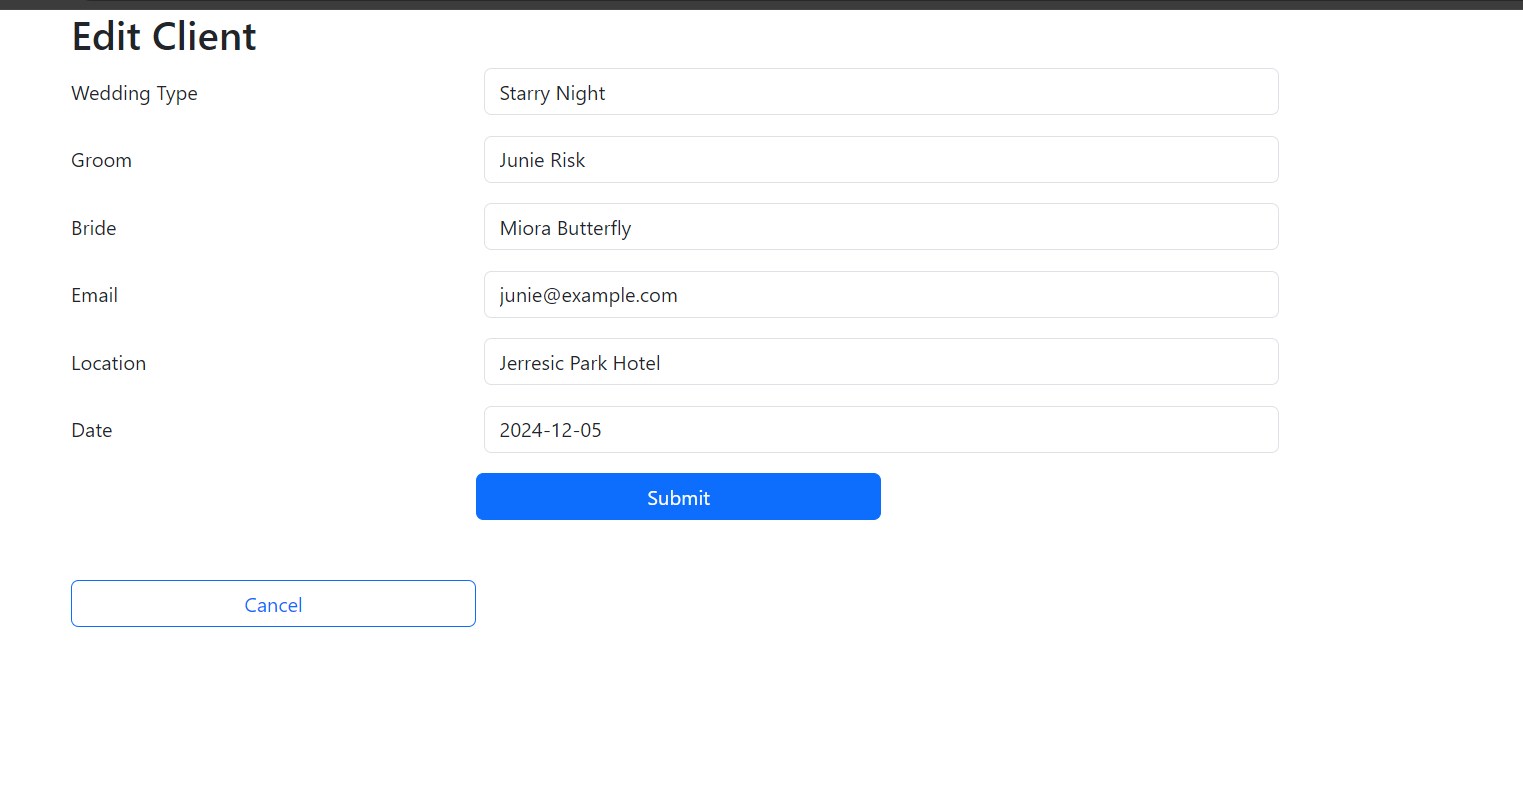 Edit Client
Wedding Type Starry Night
Groom Junie Risk
Bride Miora Butterfly
Email junie@example.com
Location Jerresic Park Hotel
Date 2024-12-05
Submit
Cancel